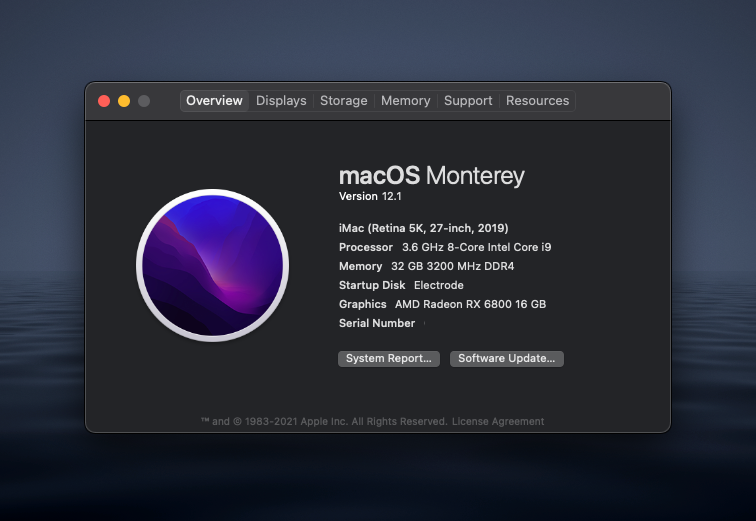 Overview Displays Storage Memory Support Resources
macOS Monterey
Version 12.1
iMac (Retina 5K, 27-inch, 2019)
Processor 3.6 GHz 8-Core Intel Core i9
Memory 32 GB 3200 MHz DDR4
Startup Disk Electrode
Graphics AMD Radeon RX 6800 16 GB
Serial Number
System Report... Software Update...
™ and © 1983-2021 Apple Inc. All Rights Reserved. License Agreement